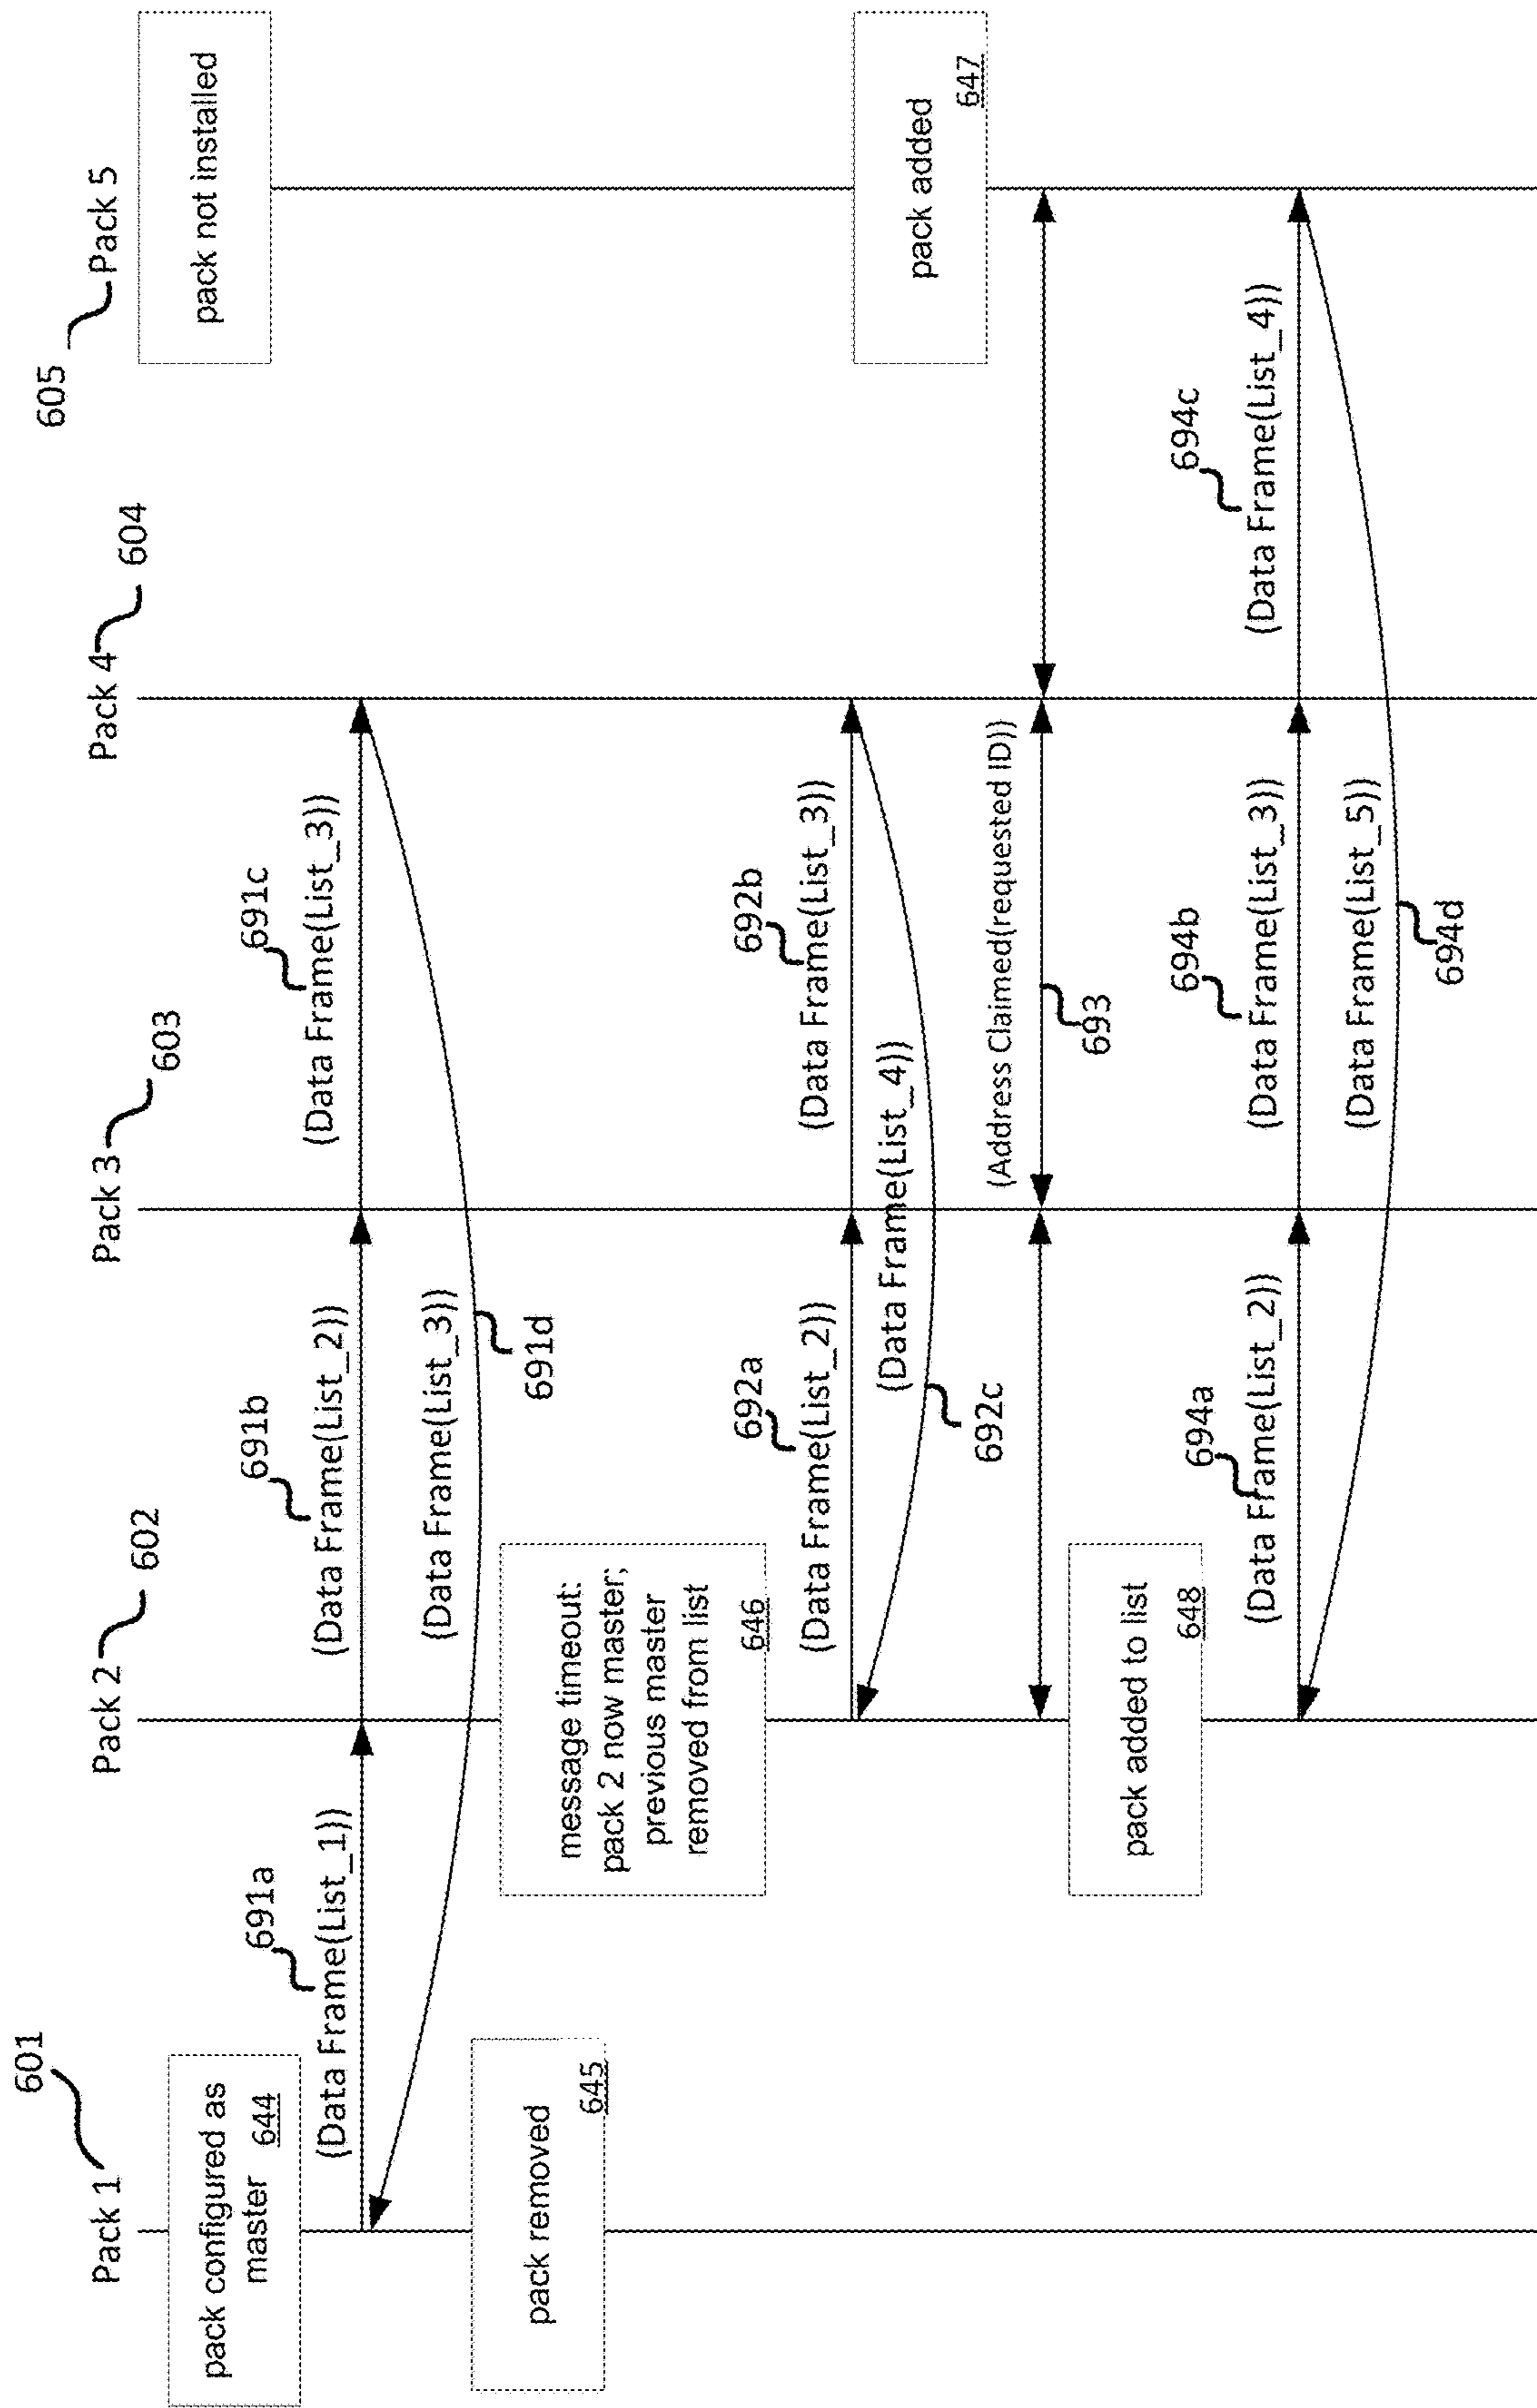 601
Pack 1
Pack 2
602
Pack 3
603
Pack 4
604
605
Pack 5
pack configured as
master 644
pack not installed
691a
(Data Frame(List_1))
691b
(Data Frame(List_2))
691c
(Data Frame(List_3))
(Data Frame(List_3))
691d
pack removed
645
message timeout:
pack 2 now master;
previous master
removed from list
646
692a
(Data Frame(List_2))
692b
(Data Frame(List_3))
(Data Frame(List_4))
692c
pack added
647
(Address Claimed(requested ID))
693
pack added to list
648
694a
(Data Frame(List_2))
694b
(Data Frame(List_3))
694c
(Data Frame(List_4))
(Data Frame(List_5))
694d